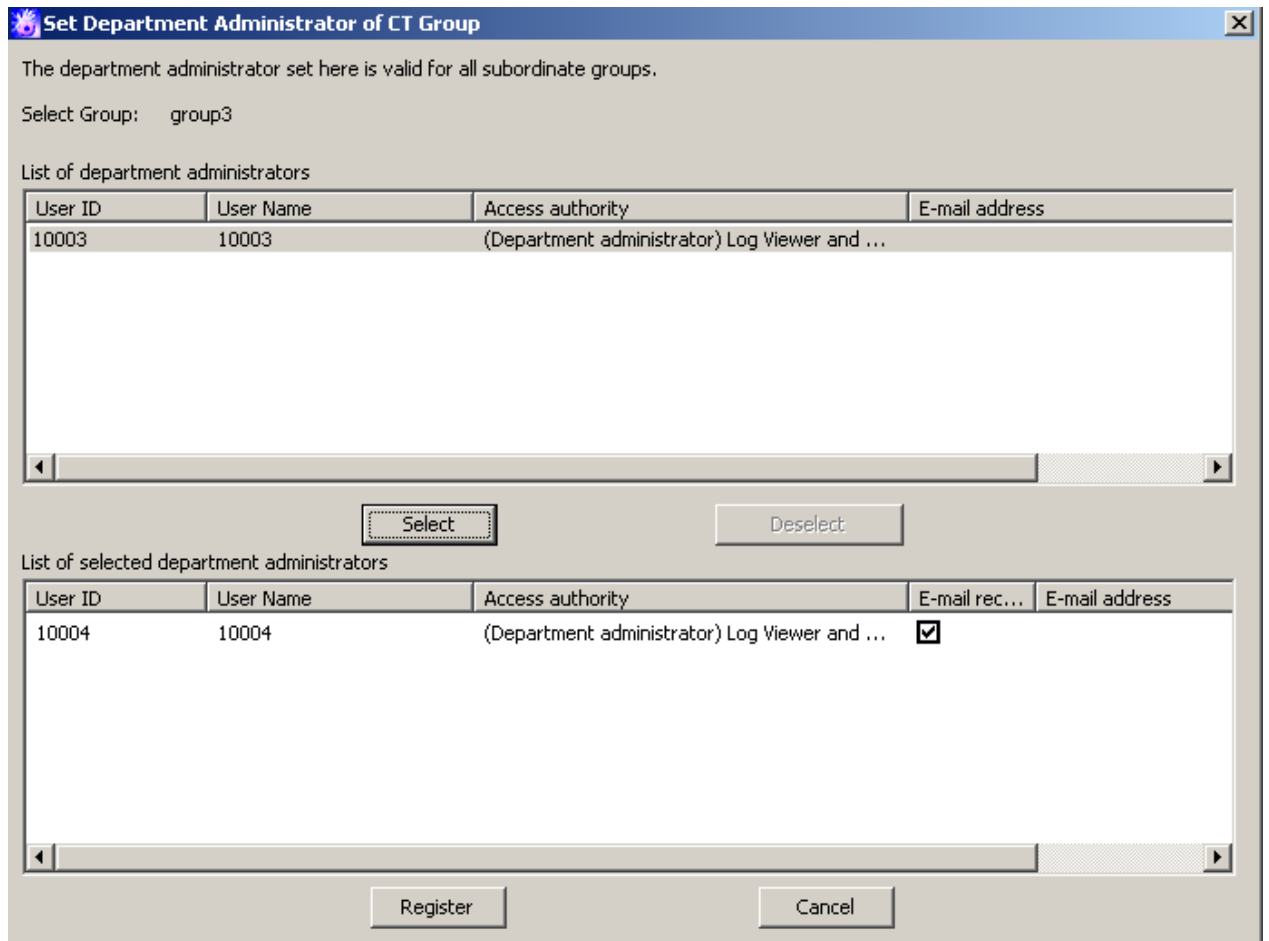 Set Department Administrator of CT Group
The department administrator set here is valid for all subordinate groups.
Select Group: group3
List of department administrators
User ID User Name Access authority E-mail address
10003 10003 (Department administrator) Log Viewer and ...
Select Deselect
List of selected department administrators
User ID User Name Access authority E-mail rec... E-mail address
10004 10004 (Department administrator) Log Viewer and ...
Register Cancel